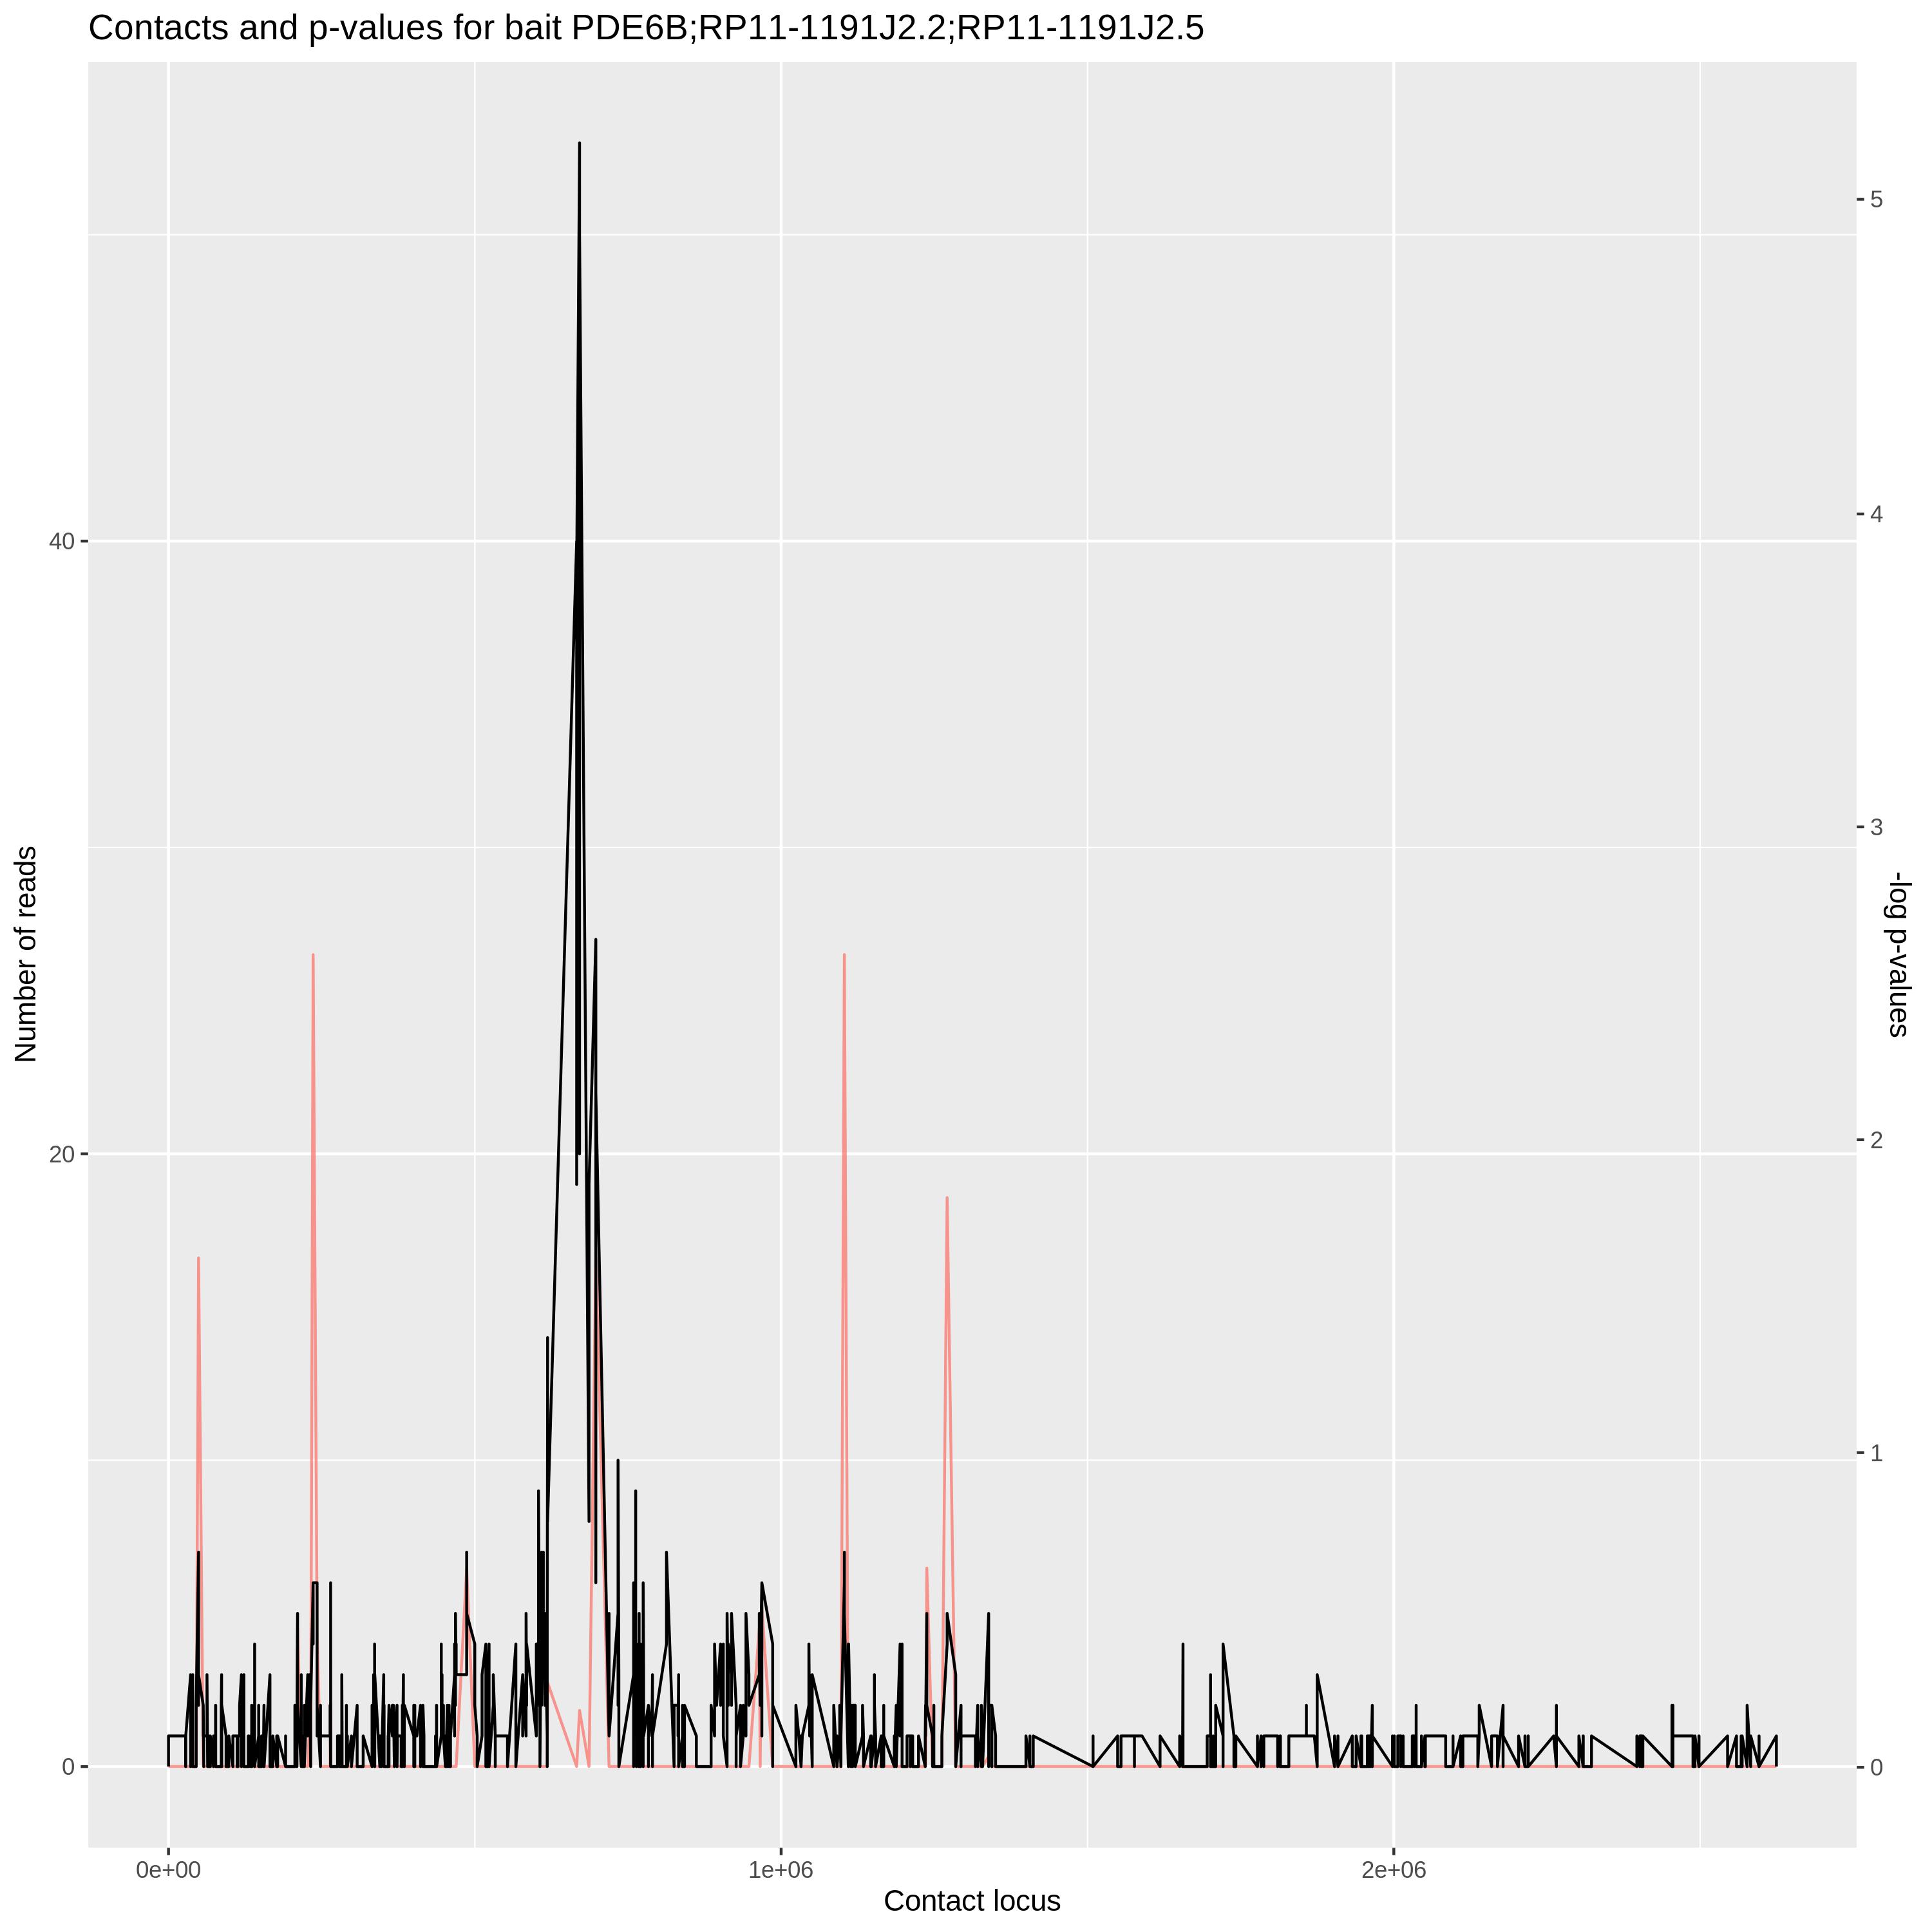 Contacts and p-values for bait PDE6B;RP11-1191J2.2;RP11-1191J2.5
Number of reads
40
20
0
5
4
3
2
1
0
-log p-values
0e+00 1e+06 2e+06
Contact locus